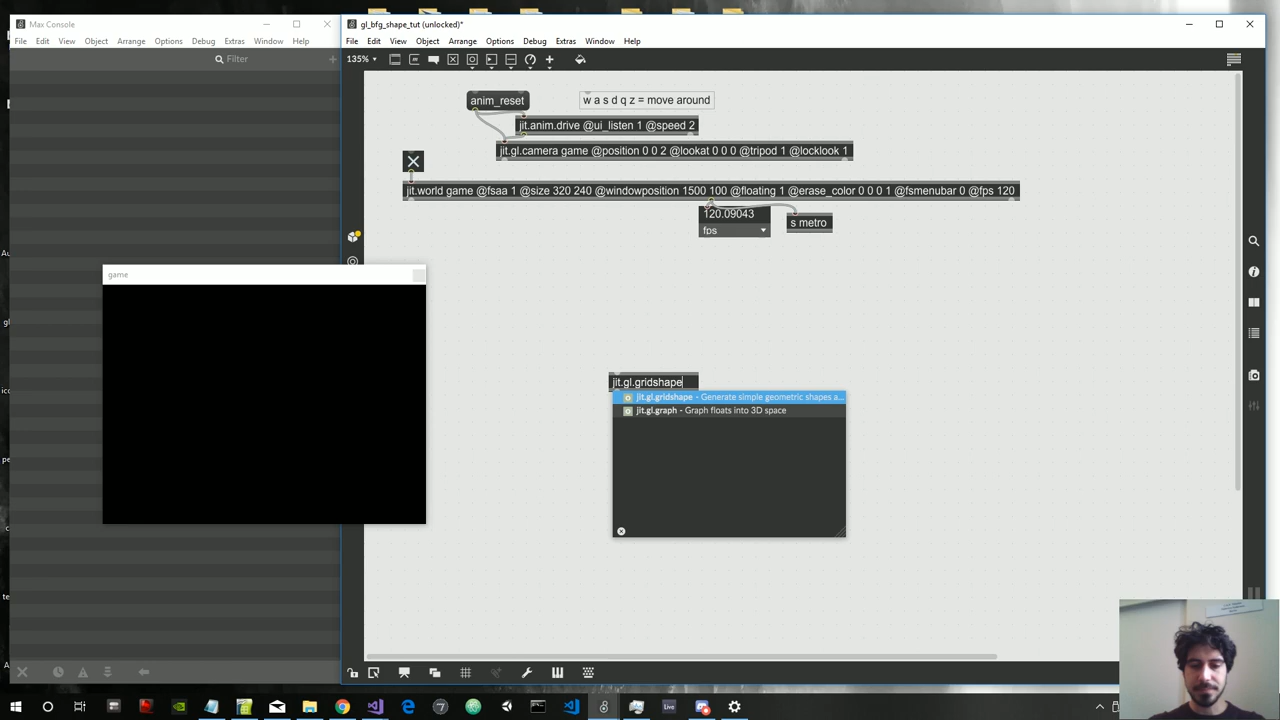 Max Console
File Edit View Object Arrange Options Debug Extras Window Help
Filter
gl_bfg_shape_tut (unlocked)*
File Edit View Object Arrange Options Debug Extras Window Help
135%
anim_reset
w a s d q z = move around
jit.anim.drive @ui_listen 1 @speed 2
jit.gl.camera game @position 0 0 2 @lookat 0 0 0 @tripod 1 @locklook 1
jit.world game @fsaa 1 @size 320 240 @windowposition 1500 100 @floating 1 @erase_color 0 0 0 1 @fsmenubar 0 @fps 120
120.09043
fps
s metro
game
jit.gl.gridshape
jit.gl.gridshape - Generate simple geometric shapes a...
jit.gl.graph - Graph floats into 3D space
Live